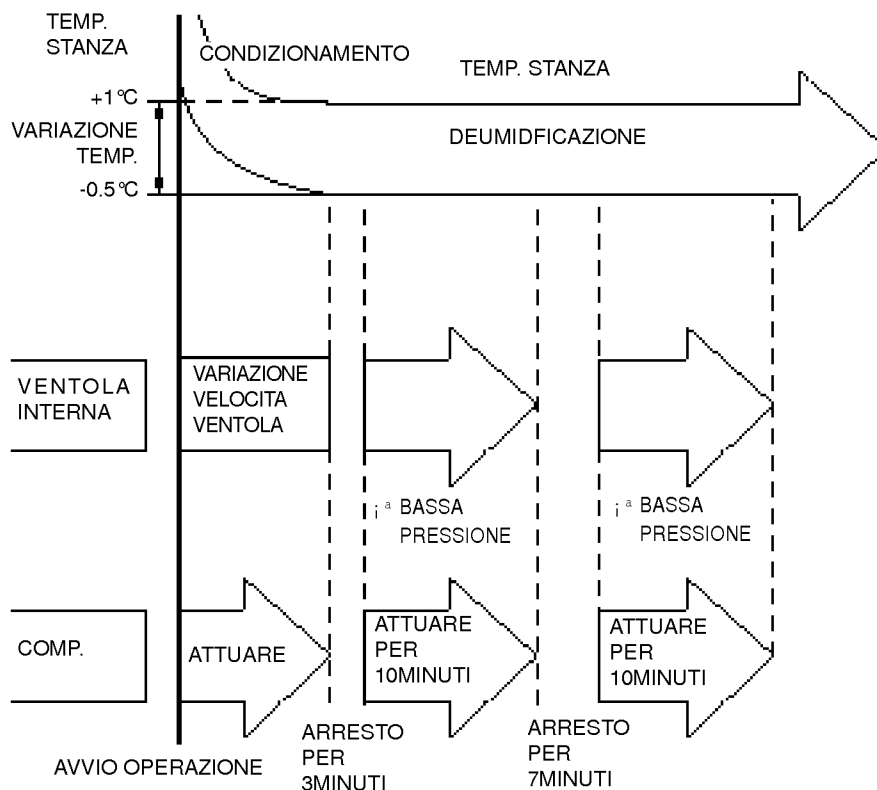 TEMP.
STANZA
CONDIZIONAMENTO
TEMP. STANZA
+1°C
VARIAZIONE
TEMP.
DEUMIDFICAZIONE
-0.5°C
VENTOLA
INTERNA
VARIAZIONE
VELOCITA
VENTOLA
¡ª BASSA
PRESSIONE
¡ª BASSA
PRESSIONE
COMP.
ATTUARE
ATTUARE
PER
10MINUTI
ATTUARE
PER
10MINUTI
AVVIO OPERAZIONE
ARRESTO
PER
3MINUTI
ARRESTO
PER
7MINUTI